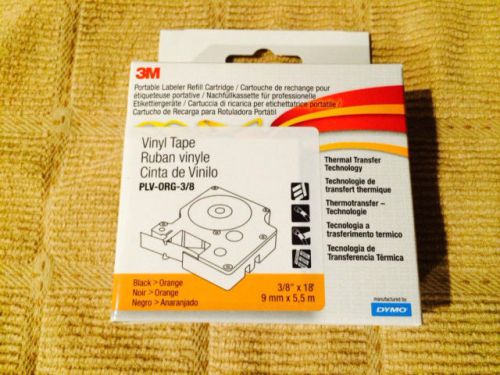 3M
Portable Labeler Refill Cartridge / Cartouche de rechange pour
étiqueteuse portative / Nachfüllkassette für professionelle
Etikettiergeräte / Cartuccia di ricarica per etichettatrice portatile /
Cartucho de Recarga para Rotuladora Portátil
Vinyl Tape
Ruban vinyle
Cinta de Vinilo
PLV-ORG-3/8
Thermal Transfer
Technology
Technologie de
transfert thermique
Thermotransfer –
Technologie
Tecnologia a
trasferimento termico
Tecnología de
Transferencia Térmica
Black > Orange
Noir > Orange
Negro > Anaranjado
3/8" x 18'
9 mm x 5,5 m
manufactured by:
DYMO